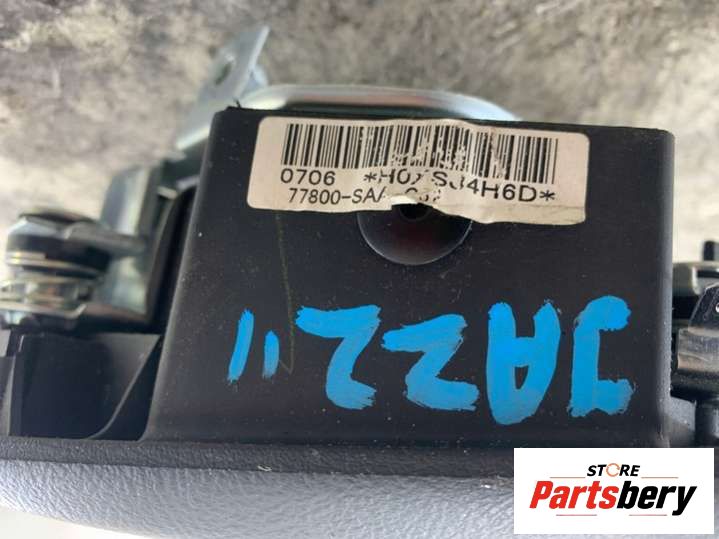 0706
77800-SAA-
JAZZ"
STORE
Partsbery